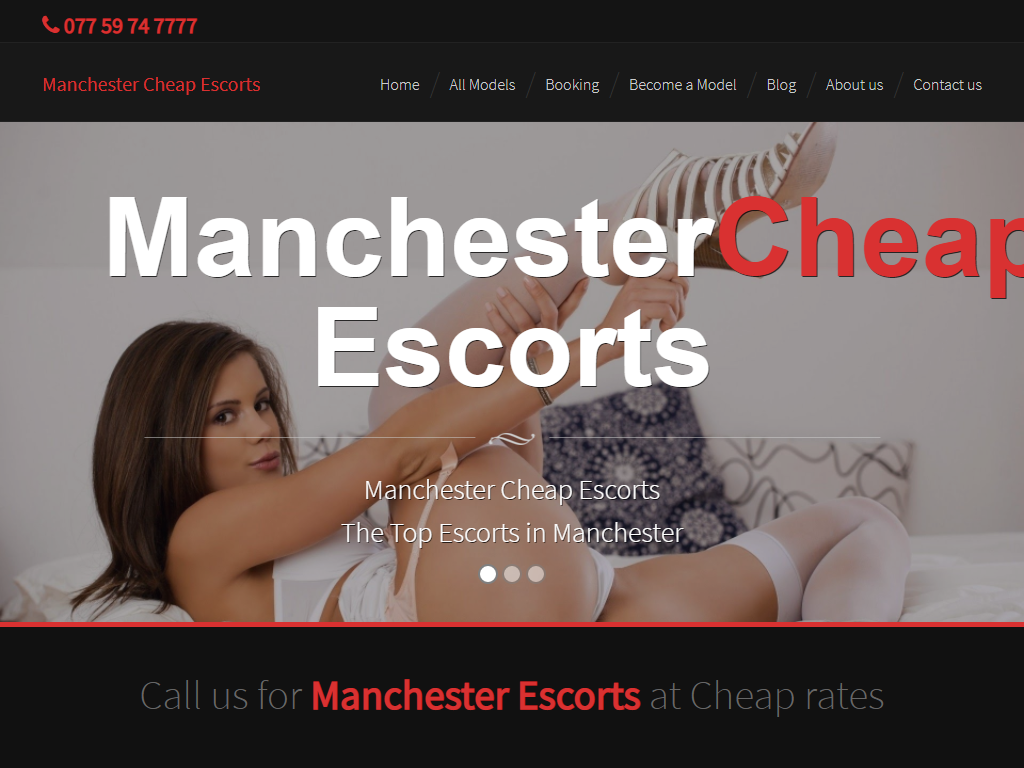 077 59 74 7777
Manchester Cheap Escorts
Home / All Models / Booking / Become a Model / Blog / About us / Contact us
ManchesterCheap
Escorts
Manchester Cheap Escorts
The Top Escorts in Manchester
Call us for Manchester Escorts at Cheap rates